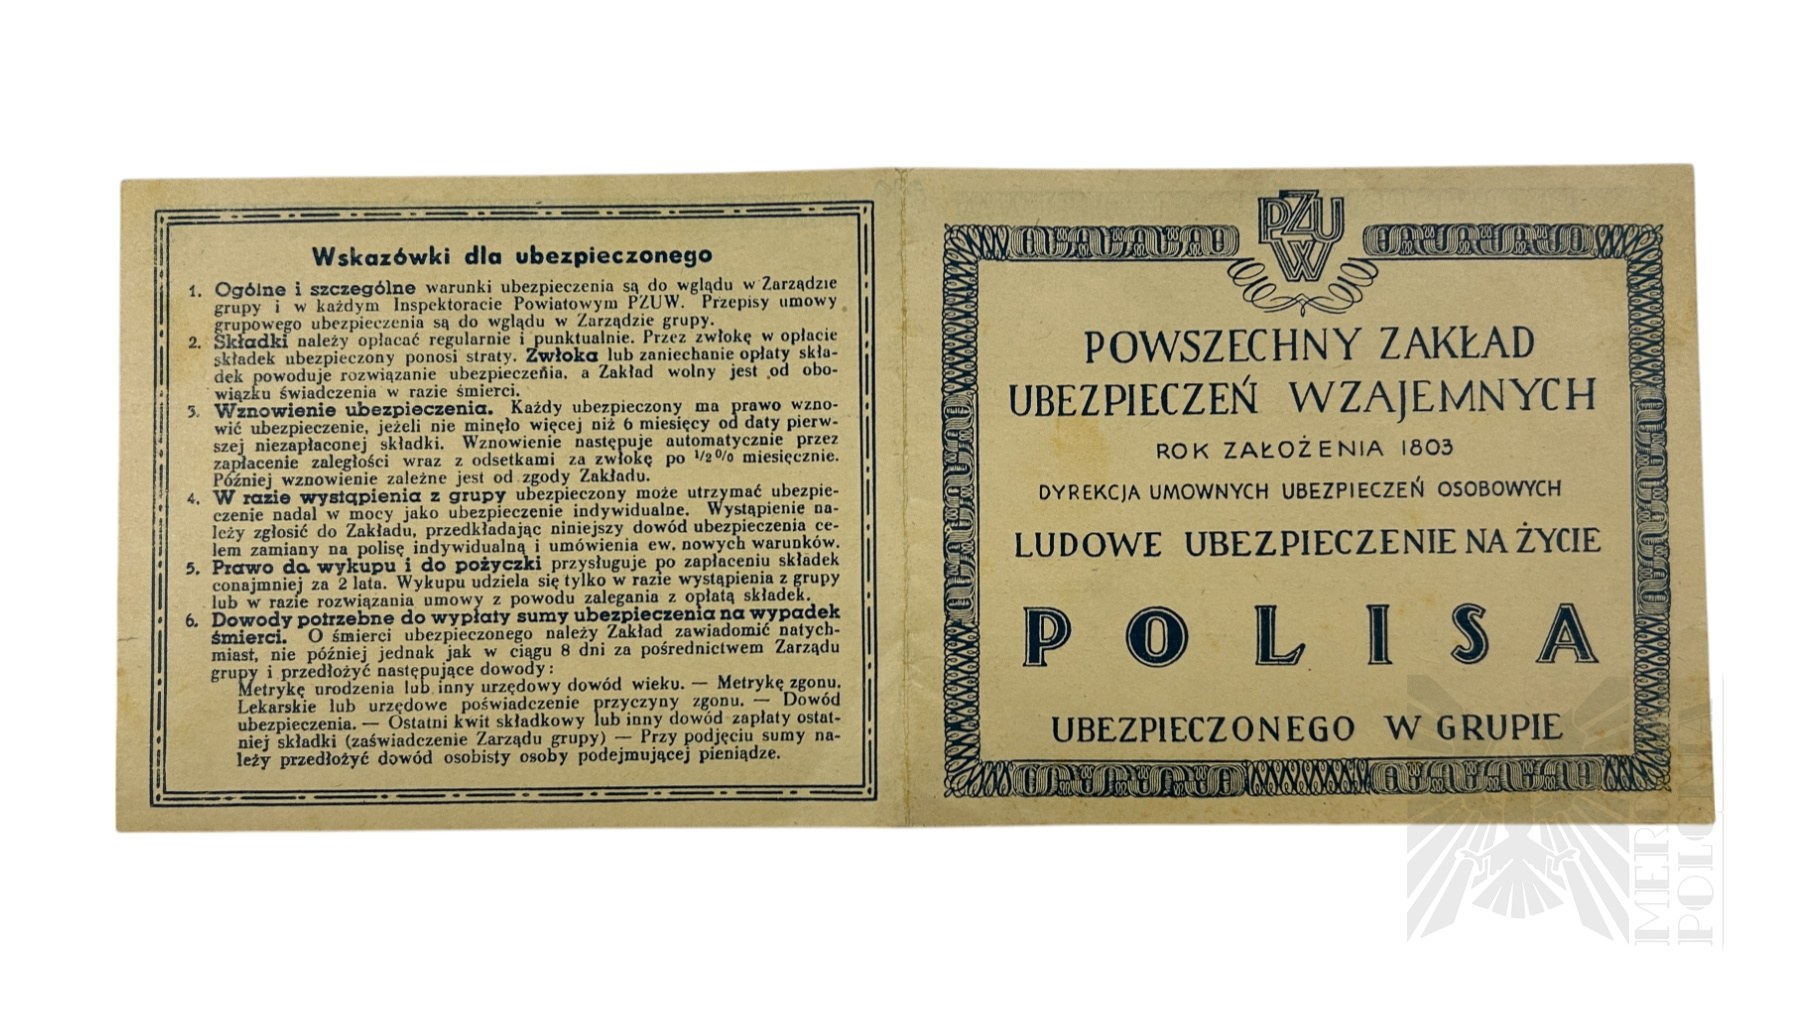 Wskazówki dla ubezpieczonego
1. Ogólne i szczególne warunki ubezpieczenia są do wglądu w Zarządzie
grupy i w każdym Inspektoracie Powiatowym PZUW. Przepisy umowy
grupowego ubezpieczenia są do wglądu w Zarządzie grupy.
2. Składki należy opłacać regularnie i punktualnie. Przez zwłokę w opłacie
składek ubezpieczony ponosi straty. Zwłoka lub zaniechanie opłaty skła-
dek powoduje rozwiązanie ubezpieczenia, a Zakład wolny jest od obo-
wiązku świadczenia w razie śmierci.
3. Wznowienie ubezpieczenia. Każdy ubezpieczony ma prawo wzno-
wić ubezpieczenie, jeżeli nie minęło więcej niż 6 miesięcy od daty pierw-
szej niezapłaconej składki. Wznowienie następuje automatycznie przez
zapłacenie zaległości wraz z odsetkami za zwłokę po 1/2% miesięcznie.
Później wznowienie zależne jest od zgody Zakładu.
4. W razie wystąpienia z grupy ubezpieczony może utrzymać ubezpie-
czenie nadal w mocy jako ubezpieczenie indywidualne. Wystąpienie na-
leży zgłosić do Zakładu, przedkładając niniejszy dowód ubezpieczenia ce-
lem zamiany na polisę indywidualną i umówienia ew. nowych warunków.
5. Prawo do wykupu i do pożyczki przysługuje po zapłaceniu składek
conajmniej za 2 lata. Wykupu udziela się tylko w razie wystąpienia z grupy
lub w razie rozwiązania umowy z powodu zalegania z opłatą składek.
6. Dowody potrzebne do wypłaty sumy ubezpieczenia na wypadek
śmierci. O śmierci ubezpieczonego należy Zakład zawiadomić natych-
miast, nie później jednak jak w ciągu 8 dni za pośrednictwem Zarządu
grupy i przedłożyć następujące dowody:
Metrykę urodzenia lub inny urzędowy dowód wieku. — Metrykę zgonu.
Lekarskie lub urzędowe poświadczenie przyczyny zgonu. — Dowód
ubezpieczenia. — Ostatni kwit składkowy lub inny dowód zapłaty ostat-
niej składki (zaświadczenie Zarządu grupy) — Przy podjęciu sumy na-
leży przedłożyć dowód osobisty osoby podejmującej pieniądze.
PZUW
POWSZECHNY ZAKŁAD
UBEZPIECZEŃ WZAJEMNYCH
ROK ZAŁOŻENIA 1803
DYREKCJA UMOWNYCH UBEZPIECZEŃ OSOBOWYCH
LUDOWE UBEZPIECZENIE NA ŻYCIE
POLISA
UBEZPIECZONEGO W GRUPIE